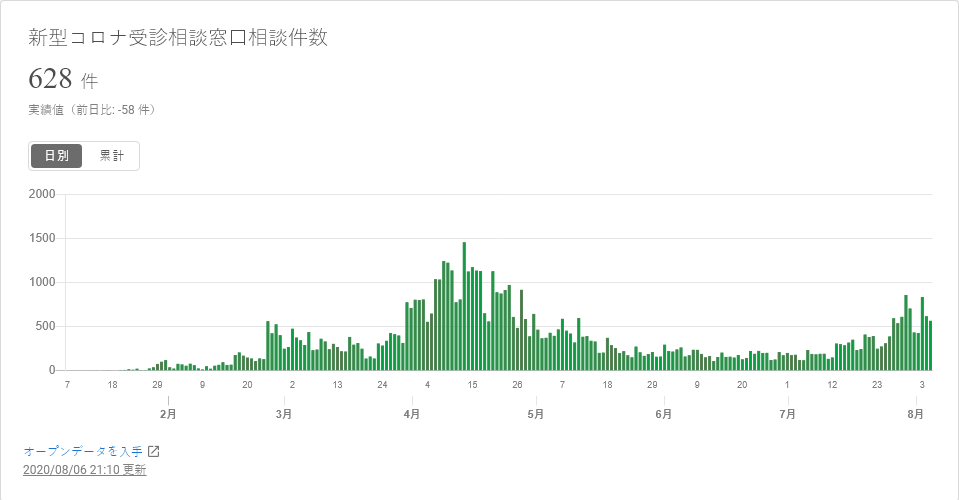 新型コロナ受診相談窓口相談件数
628 件
実績値（前日比: -58 件）
日別 累計
2000
1500
1000
500
0
7 18 29 9 20 2 13 24 4 15 26 7 18 29 9 20 1 12 23 3
2月 3月 4月 5月 6月 7月 8月
オープンデータを入手
2020/08/06 21:10 更新